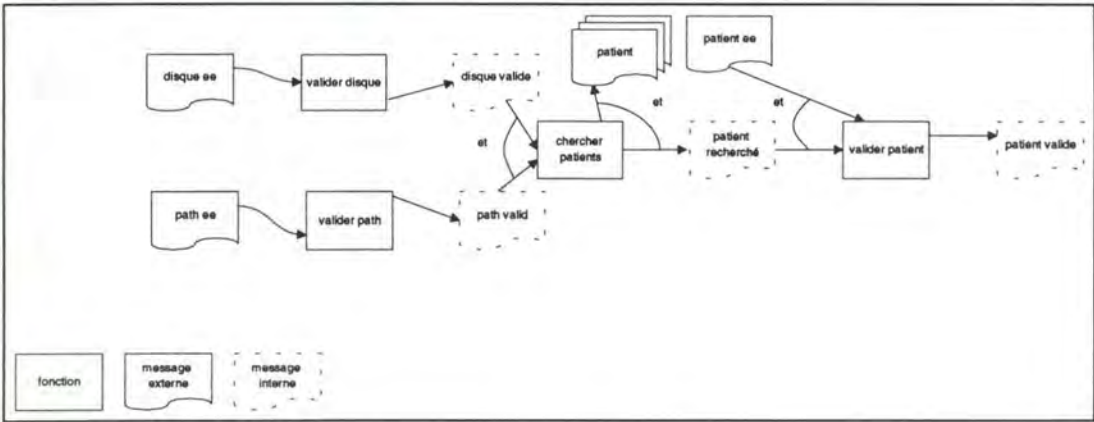 patient
patient ee
disque ee
valider disque
disque valide
et
et
et
chercher
patients
patient
recherché
valider patient
patient valide
path ee
valider path
path valid
fonction
message
externe
message
interne